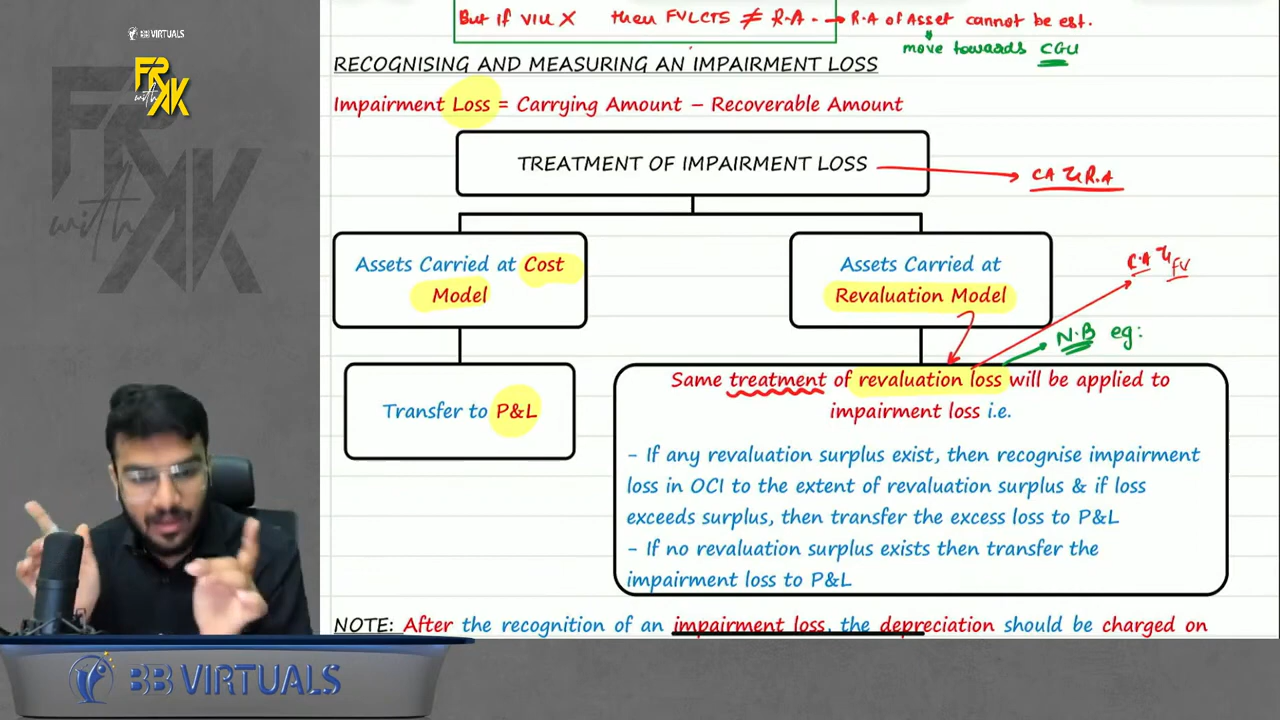 But if VIU X then FVLCTS ≠ R.A. → R.A of Asset cannot be est.
move towards CGU
BB VIRTUALS
FR
with
AK
RECOGNISING AND MEASURING AN IMPAIRMENT LOSS
Impairment Loss = Carrying Amount – Recoverable Amount
TREATMENT OF IMPAIRMENT LOSS
Assets Carried at Cost
Model
Transfer to P&L
Assets Carried at
Revaluation Model
FV
N.B eg:
Same treatment of revaluation loss will be applied to
impairment loss i.e.
- If any revaluation surplus exist, then recognise impairment
loss in OCI to the extent of revaluation surplus & if loss
exceeds surplus, then transfer the excess loss to P&L
- If no revaluation surplus exists then transfer the
impairment loss to P&L
NOTE: After the recognition of an impairment loss, the depreciation should be charged on
BB VIRTUALS